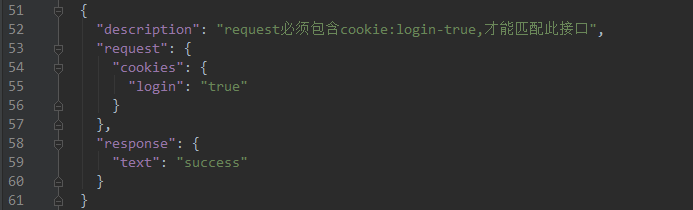 51 {
52 "description": "request必须包含cookie:login-true,才能匹配此接口",
53 "request": {
54 "cookies": {
55 "login": "true"
56 }
57 },
58 "response": {
59 "text": "success"
60 }
61 }